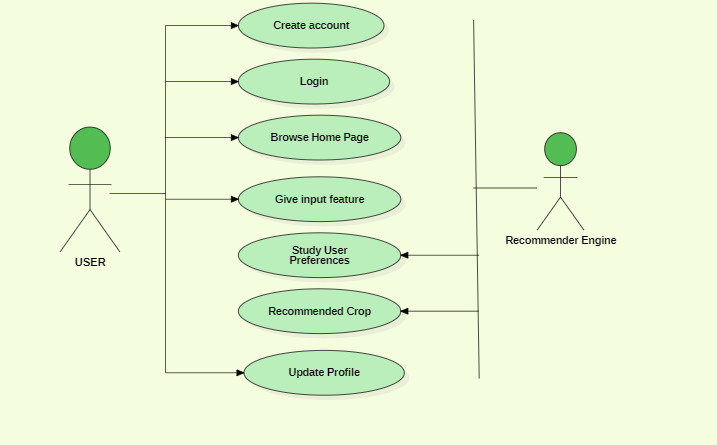 Create account
Login
Browse Home Page
Give input feature
Study User
Preferences
Recommended Crop
Update Profile
USER
Recommender Engine